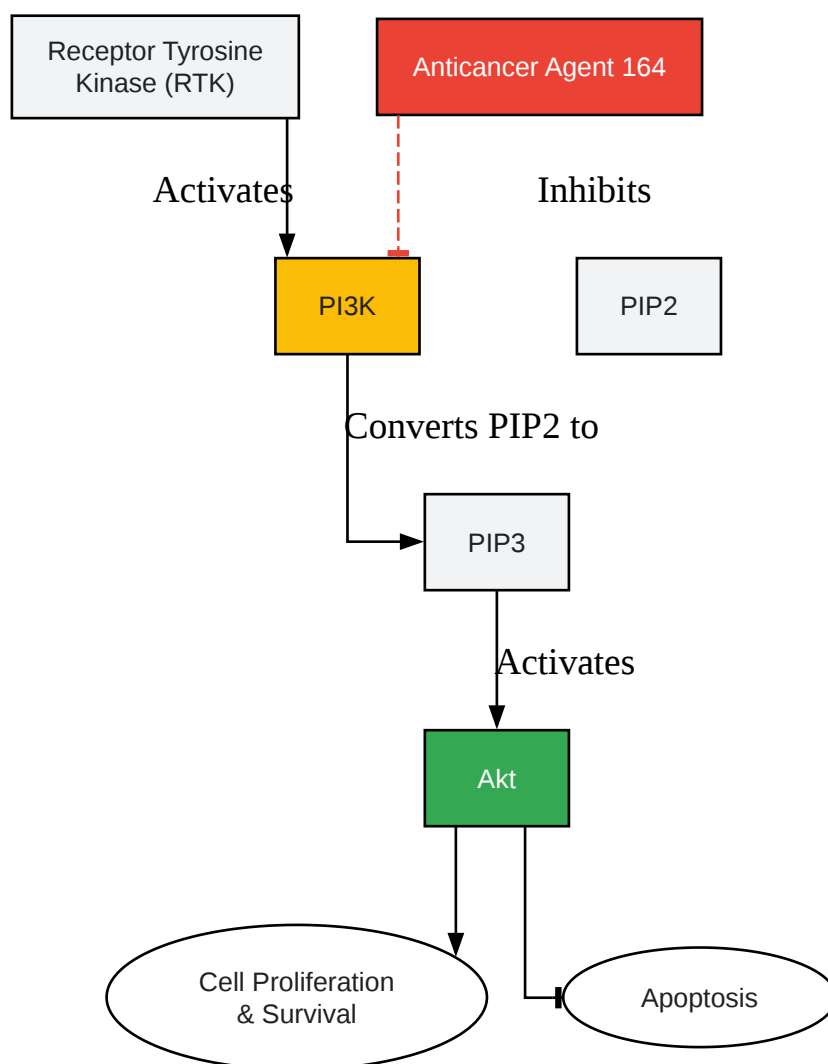 Receptor Tyrosine
Kinase (RTK)
Anticancer Agent 164
Activates
Inhibits
PI3K
PIP2
Converts PIP2 to
PIP3
Activates
Akt
Cell Proliferation
& Survival
Apoptosis